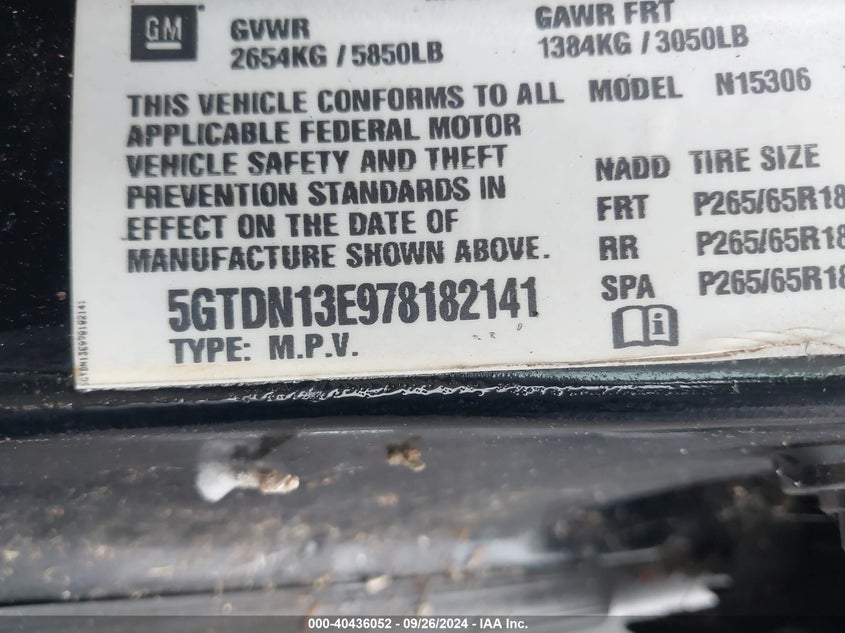 GM
GVWR
2654KG / 5850LB
GAWR FRT
1384KG / 3050LB
THIS VEHICLE CONFORMS TO ALL
APPLICABLE FEDERAL MOTOR
VEHICLE SAFETY AND THEFT
PREVENTION STANDARDS IN
EFFECT ON THE DATE OF
MANUFACTURE SHOWN ABOVE.
5GTDN13E978182141
TYPE: M.P.V.
MODEL N15306
NADD TIRE SIZE
FRT P265/65R18
RR P265/65R18
SPA P265/65R18
i
5GTDN13E978182141
000-40436052 / 09/26/2024 - IAA Inc.